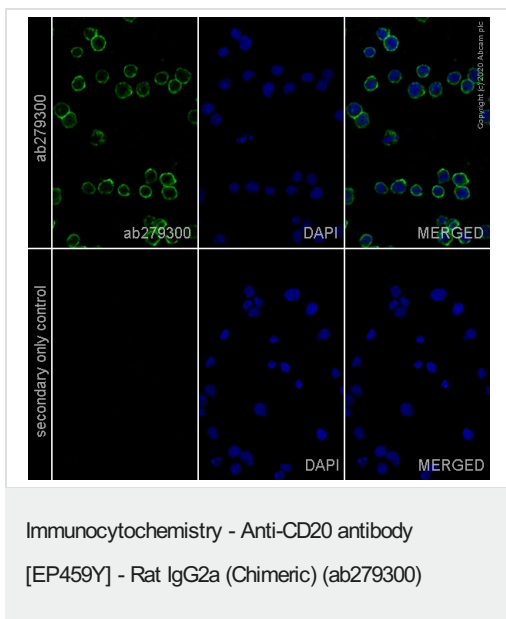 ab279300
Copyright (c) 2020 Abcam plc
ab279300
DAPI
MERGED
secondary only control
DAPI
MERGED
Immunocytochemistry - Anti-CD20 antibody
[EP459Y] - Rat IgG2a (Chimeric) (ab279300)